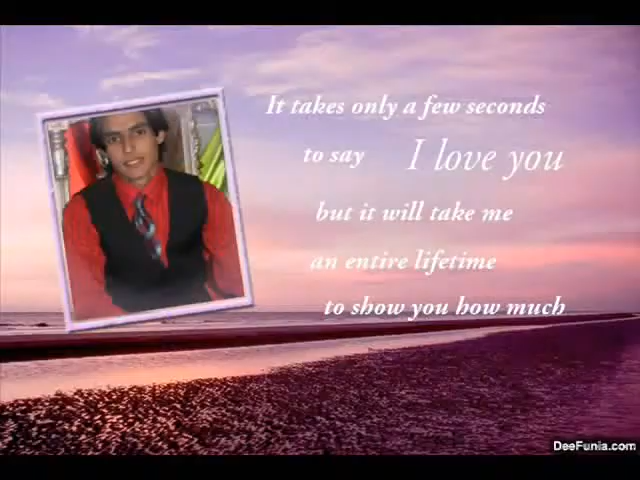 It takes only a few seconds
to say I love you
but it will take me
an entire lifetime
to show you how much
DeeFunia.com